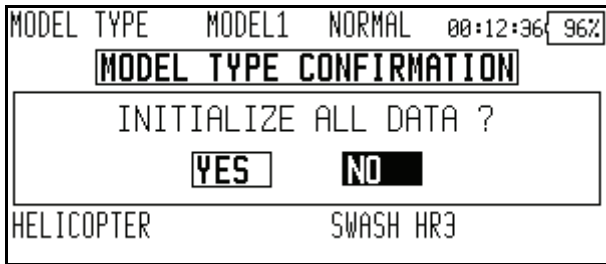 MODEL TYPE MODEL1 NORMAL 00:12:36 96%
MODEL TYPE CONFIRMATION
INITIALIZE ALL DATA ?
YES NO
HELICOPTER SWASH HR3